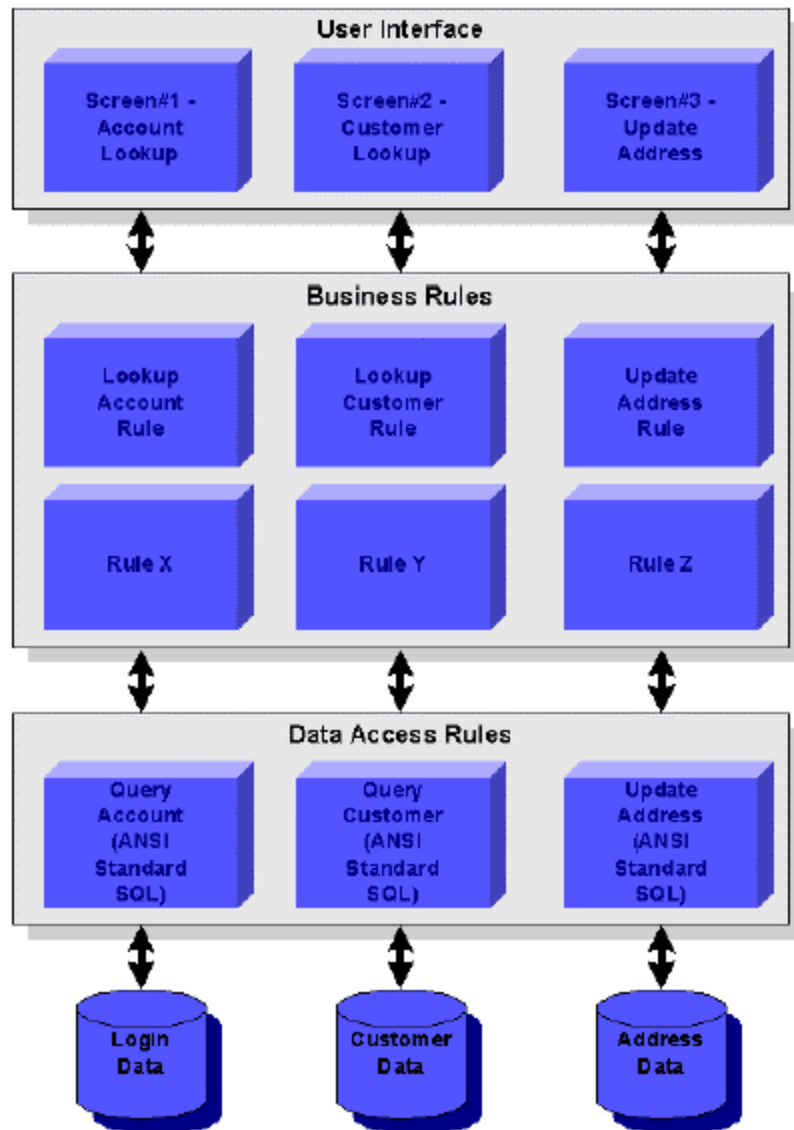 User Interface
Screen#1 -
Account
Lookup
Screen#2 -
Customer
Lookup
Screen#3 -
Update
Address
Business Rules
Lookup
Account
Rule
Lookup
Customer
Rule
Update
Address
Rule
Rule X
Rule Y
Rule Z
Data Access Rules
Query
Account
(ANSI
Standard
SQL)
Query
Customer
(ANSI
Standard
SQL)
Update
Address
(ANSI
Standard
SQL)
Login
Data
Customer
Data
Address
Data